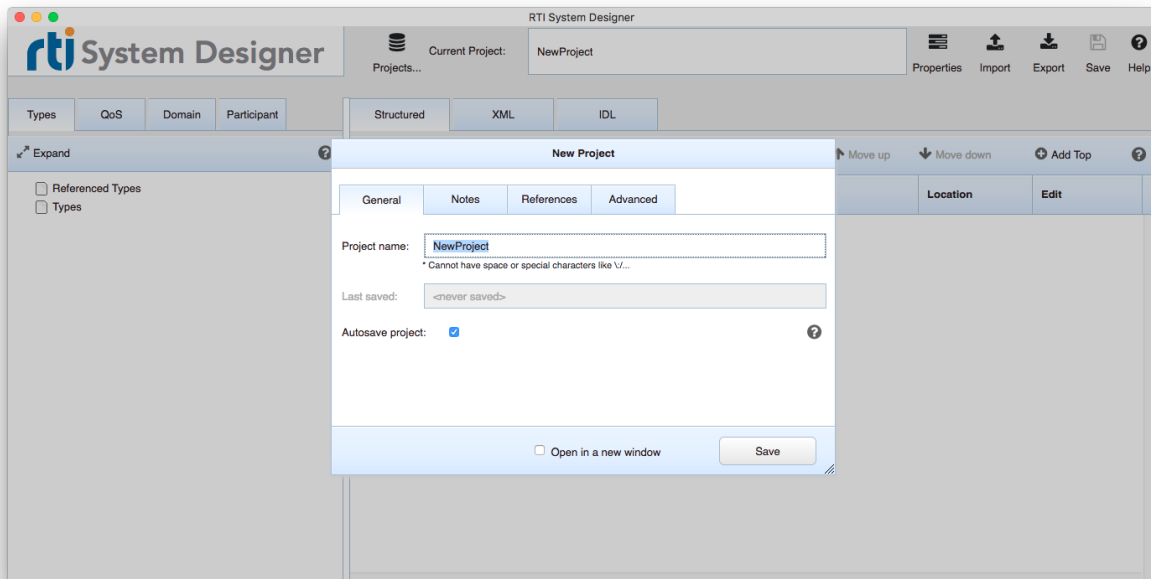 RTI System Designer
rti System Designer
Projects...
Current Project:
NewProject
Properties
Import
Export
Save
Help
Types
QoS
Domain
Participant
Structured
XML
IDL
Expand
Move up
Move down
Add Top
Referenced Types
Types
Location
Edit
New Project
General
Notes
References
Advanced
Project name:
NewProject
* Cannot have space or special characters like \:/...
Last saved:
<never saved>
Autosave project:
Open in a new window
Save